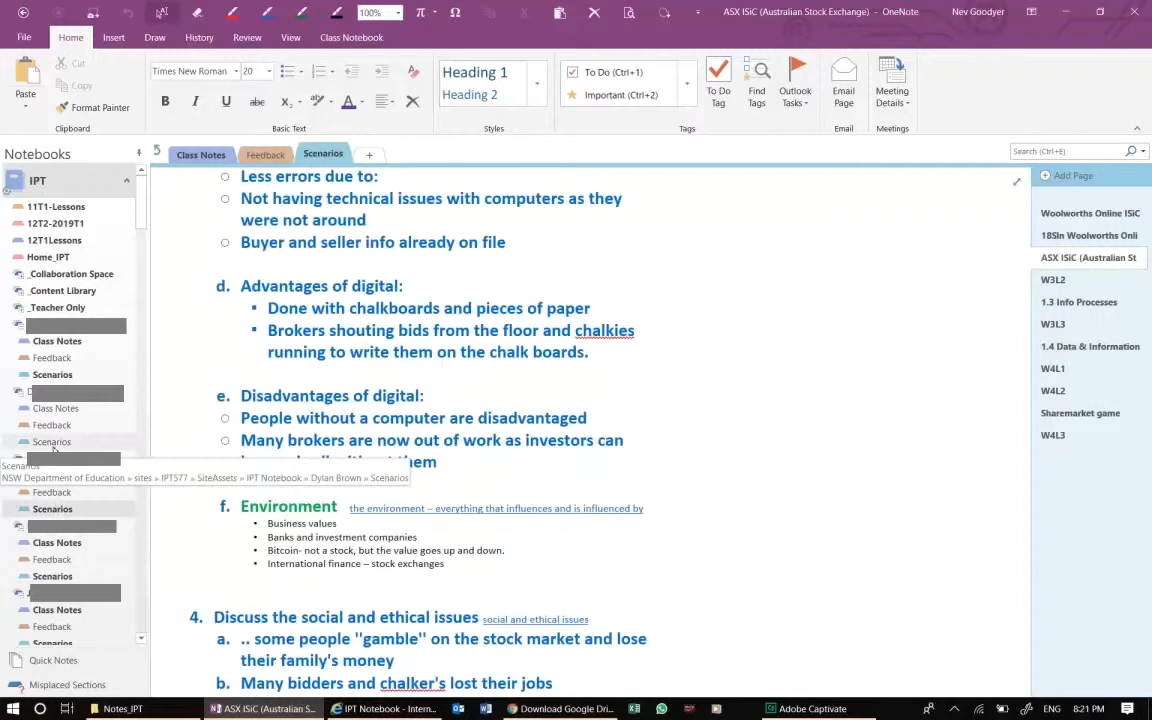 100%
ASX ISiC (Australian Stock Exchange) - OneNote
Nev Goodyer
File
Home
Insert
Draw
History
Review
View
Class Notebook
Paste
Cut
Copy
Format Painter
Clipboard
Times New Roman
20
Basic Text
Heading 1
Heading 2
Styles
To Do (Ctrl+1)
Important (Ctrl+2)
To Do
Tag
Find
Tags
Outlook
Tasks
Tags
Email
Page
Email
Meeting
Details
Meetings
Notebooks
IPT
11T1-Lessons
12T2-2019T1
12T1Lessons
Home_IPT
_Collaboration Space
_Content Library
_Teacher Only
Class Notes
Feedback
Scenarios
Class Notes
Feedback
Scenarios
Scenarios
NSW Department of Education » sites » IPT577 » SiteAssets » IPT Notebook » Dylan Brown » Scenarios
Feedback
Scenarios
Class Notes
Feedback
Scenarios
Class Notes
Feedback
Scenarios
Quick Notes
Misplaced Sections
Class Notes
Feedback
Scenarios
Search (Ctrl+E)
Less errors due to:
Not having technical issues with computers as they
were not around
Buyer and seller info already on file
d. Advantages of digital:
Done with chalkboards and pieces of paper
Brokers shouting bids from the floor and chalkies
running to write them on the chalk boards.
e. Disadvantages of digital:
People without a computer are disadvantaged
Many brokers are now out of work as investors can
them
f. Environment the environment – everything that influences and is influenced by
Business values
Banks and investment companies
Bitcoin- not a stock, but the value goes up and down.
International finance – stock exchanges
4. Discuss the social and ethical issues social and ethical issues
a. .. some people "gamble" on the stock market and lose
their family's money
b. Many bidders and chalker's lost their jobs
Add Page
Woolworths Online ISiC
18SIn Woolworths Onli
ASX ISiC (Australian St
W3L2
1.3 Info Processes
W3L3
1.4 Data & Information
W4L1
W4L2
Sharemarket game
W4L3
Notes_IPT
ASX ISiC (Australian S...
IPT Notebook - Intern...
Download Google Dri...
Adobe Captivate
ENG
8:21 PM